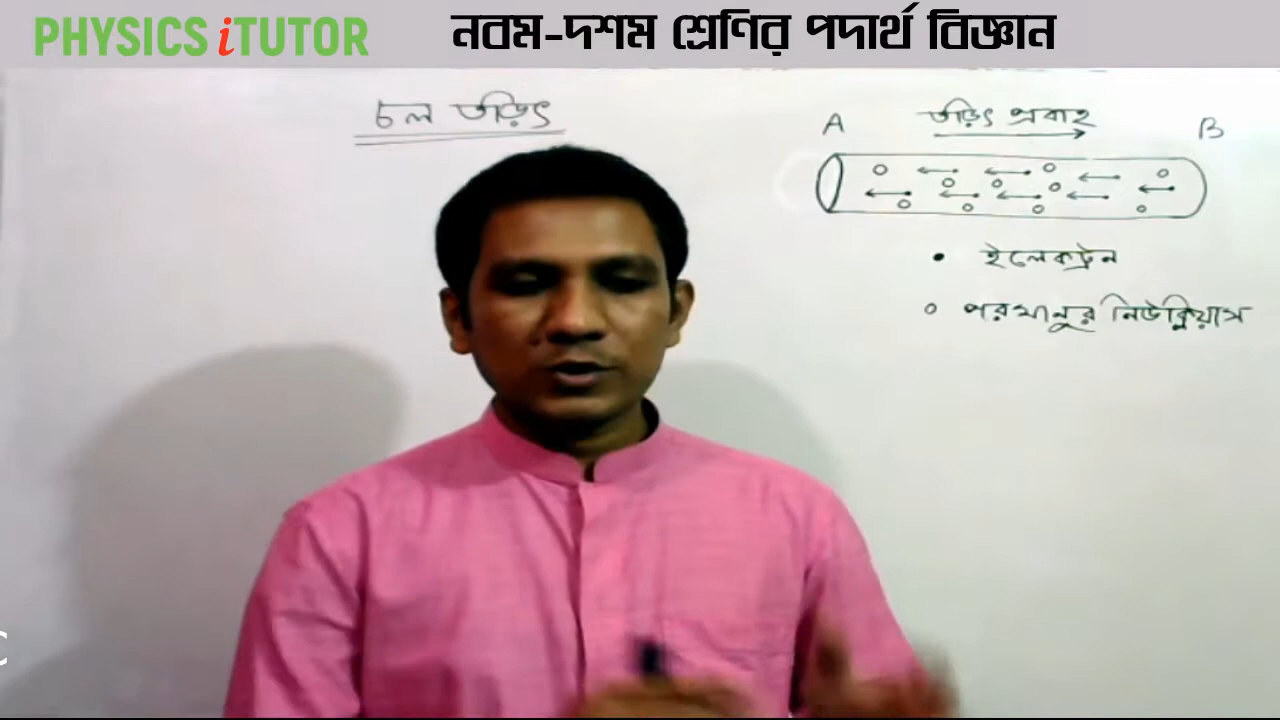 PHYSICS iTUTOR নবম-দশম শ্রেণির পদার্থ বিজ্ঞান
চল তড়িৎ
তড়িৎ প্রবাহ
A B
ইলেকট্রন
পরমানুর নিউক্লিয়াস
C